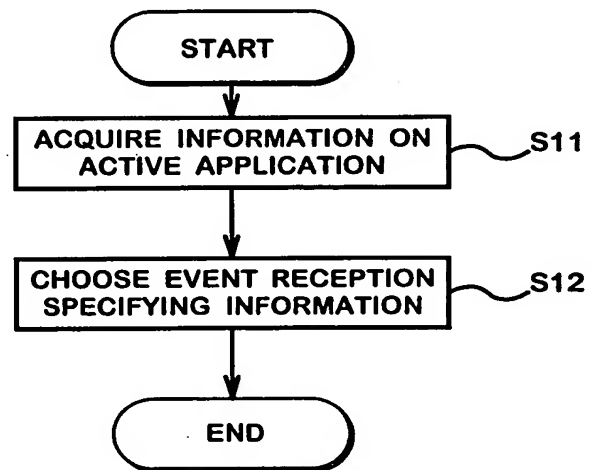 START
ACQUIRE INFORMATION ON
ACTIVE APPLICATION
S11
CHOOSE EVENT RECEPTION
SPECIFYING INFORMATION
S12
END